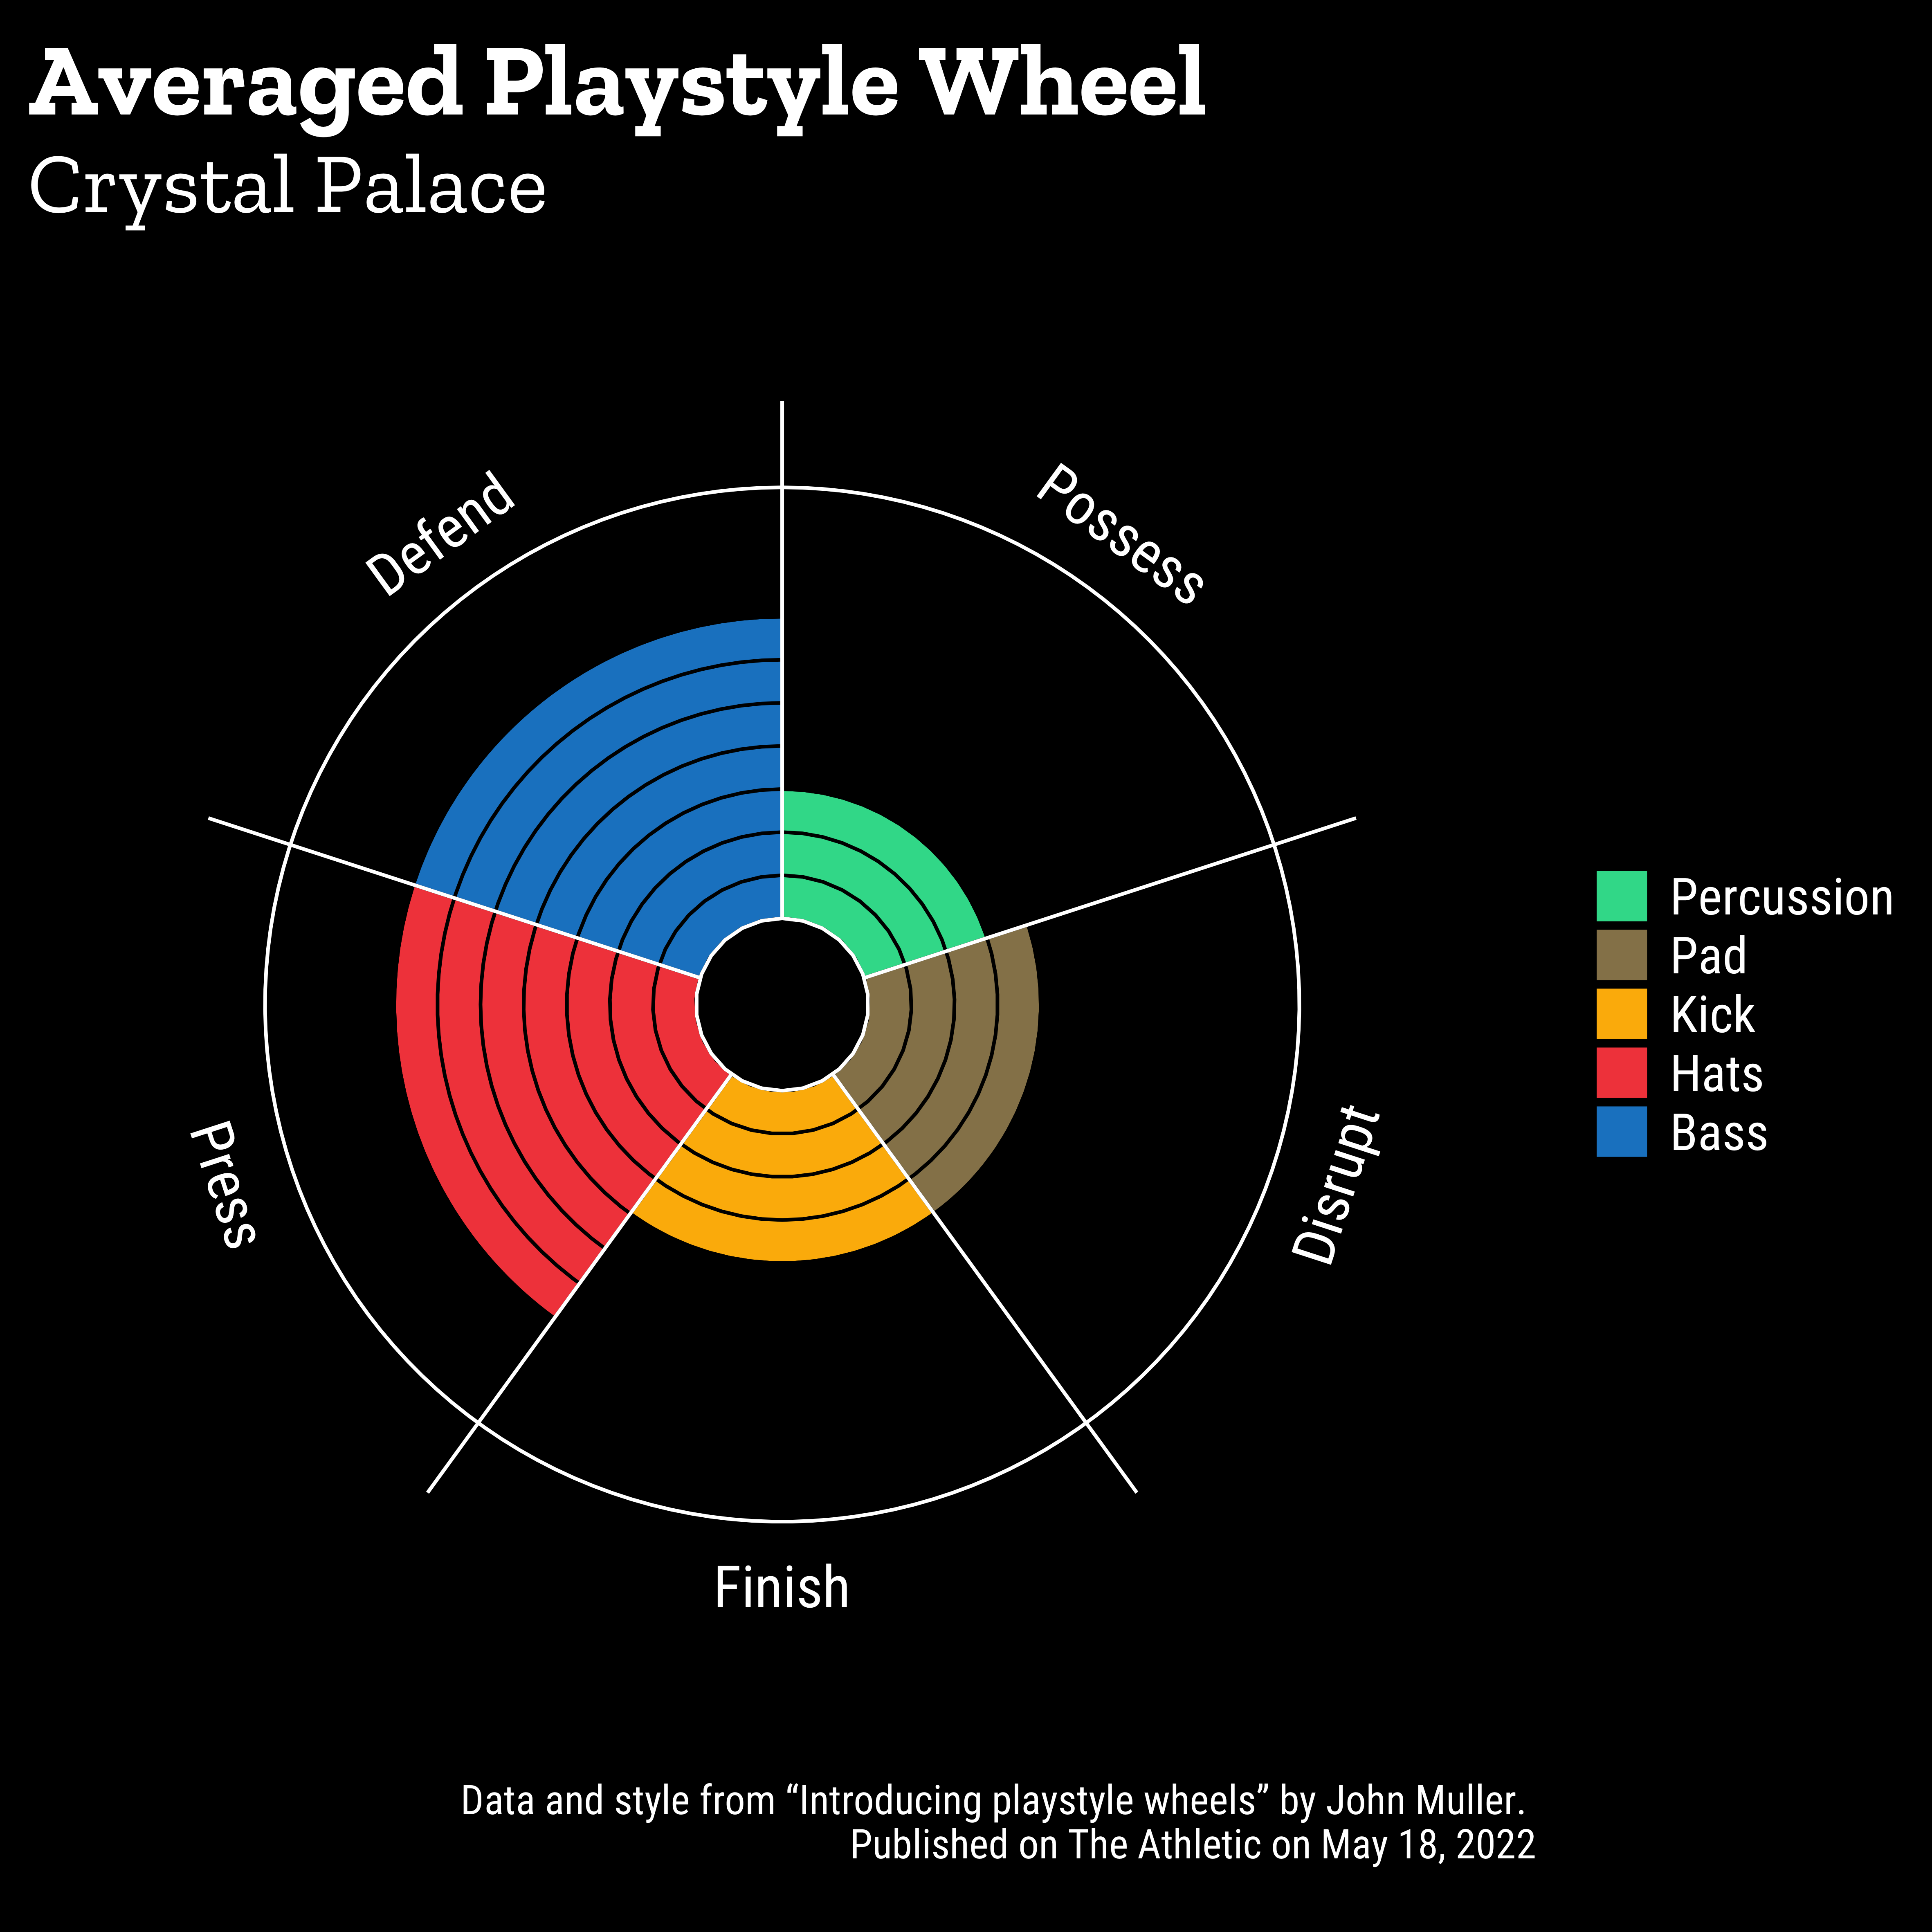 Averaged Playstyle Wheel
Crystal Palace
Defend
Possess
Press
Disrupt
Finish
Percussion
Pad
Kick
Hats
Bass
Data and style from “Introducing playstyle wheels” by John Muller.
Published on The Athletic on May 18, 2022